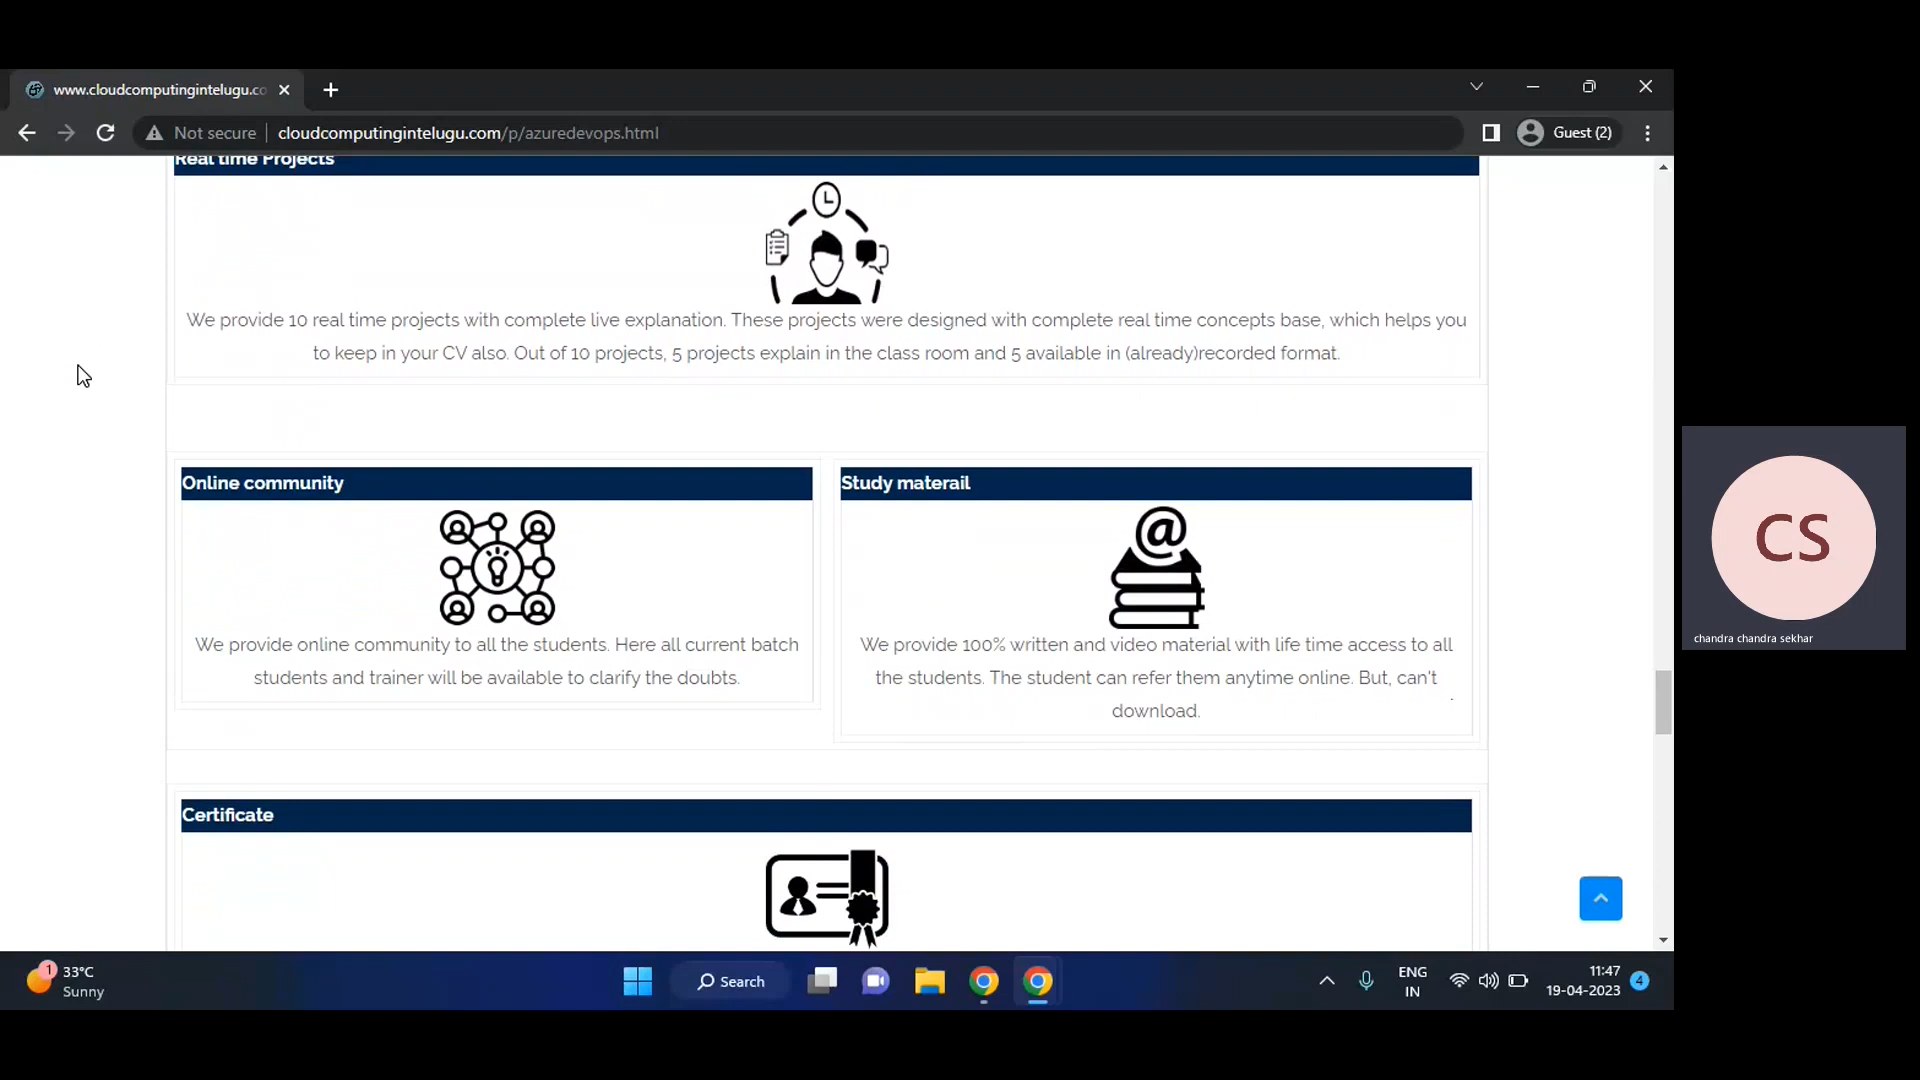 www.cloudcomputingintelugu.co
Not secure
cloudcomputingintelugu.com/p/azuredevops.html
Guest (2)
Real time Projects
We provide 10 real time projects with complete live explanation. These projects were designed with complete real time concepts base, which helps you
to keep in your CV also. Out of 10 projects, 5 projects explain in the class room and 5 available in (already)recorded format.
Online community
We provide online community to all the students. Here all current batch
students and trainer will be available to clarify the doubts.
Study materail
@
We provide 100% written and video material with life time access to all
the students. The student can refer them anytime online. But, can't
download.
Certificate
CS
chandra chandra sekhar
1
33°C
Sunny
Search
ENG
IN
11:47
19-04-2023
4